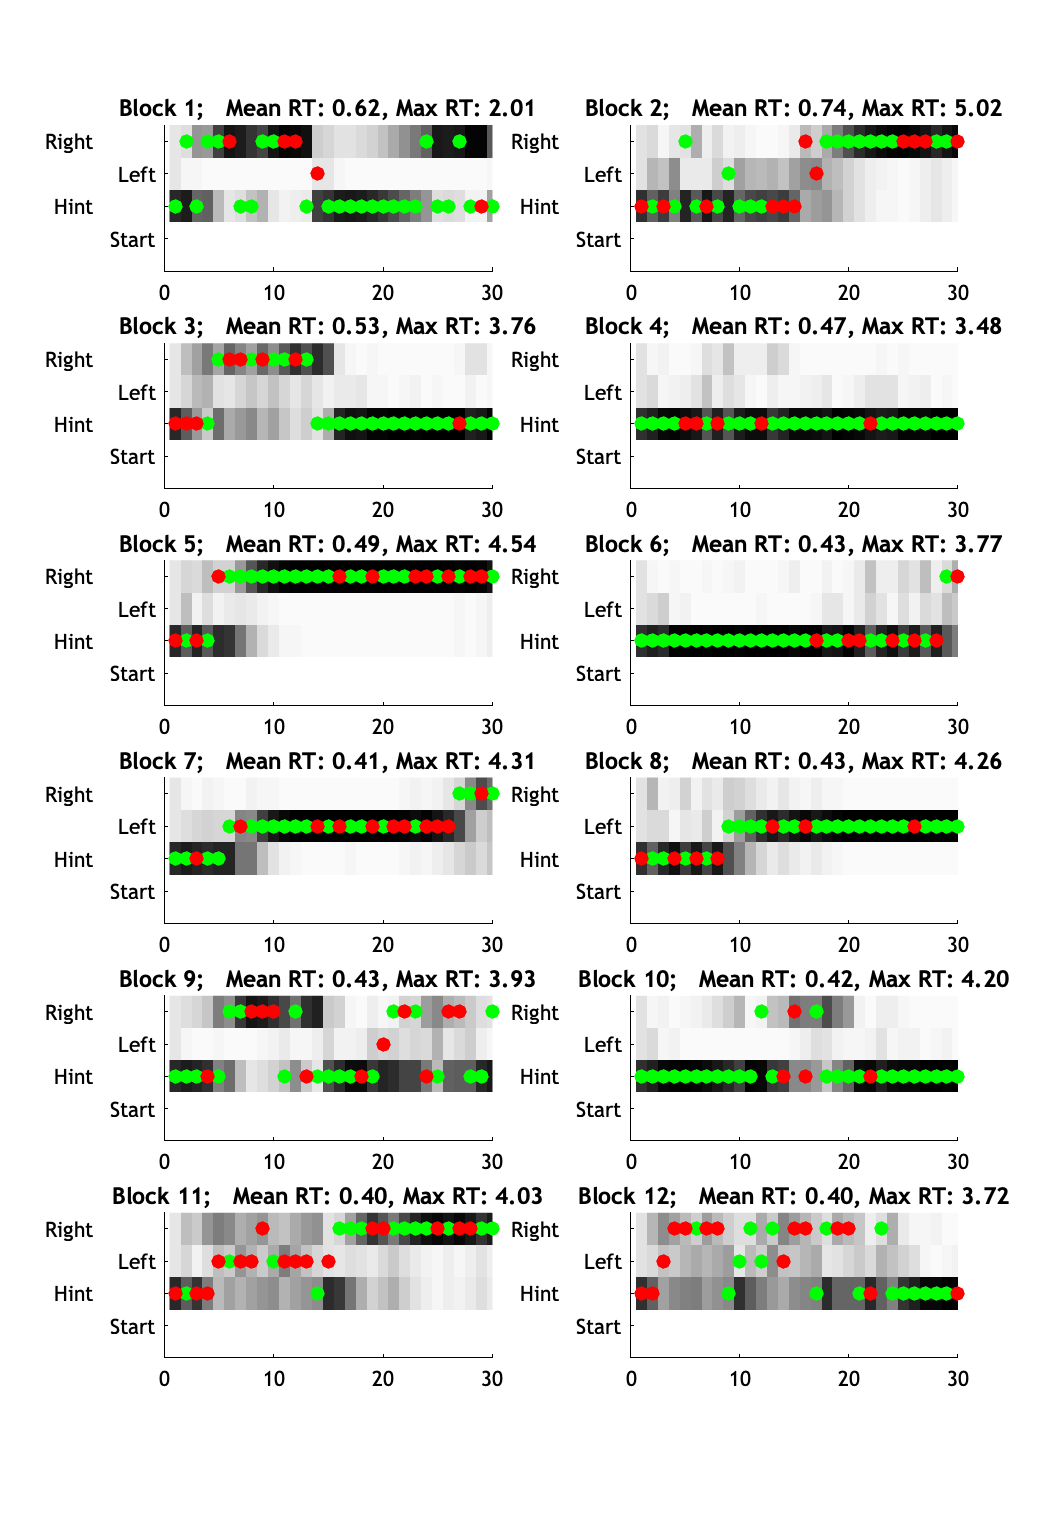 Block 1;   Mean RT: 0.62, Max RT: 2.01
Right
Left
Hint
Start
0 10 20 30
Block 2;   Mean RT: 0.74, Max RT: 5.02
Right
Left
Hint
Start
0 10 20 30
Block 3;   Mean RT: 0.53, Max RT: 3.76
Right
Left
Hint
Start
0 10 20 30
Block 4;   Mean RT: 0.47, Max RT: 3.48
Right
Left
Hint
Start
0 10 20 30
Block 5;   Mean RT: 0.49, Max RT: 4.54
Right
Left
Hint
Start
0 10 20 30
Block 6;   Mean RT: 0.43, Max RT: 3.77
Right
Left
Hint
Start
0 10 20 30
Block 7;   Mean RT: 0.41, Max RT: 4.31
Right
Left
Hint
Start
0 10 20 30
Block 8;   Mean RT: 0.43, Max RT: 4.26
Right
Left
Hint
Start
0 10 20 30
Block 9;   Mean RT: 0.43, Max RT: 3.93
Right
Left
Hint
Start
0 10 20 30
Block 10;   Mean RT: 0.42, Max RT: 4.20
Right
Left
Hint
Start
0 10 20 30
Block 11;   Mean RT: 0.40, Max RT: 4.03
Right
Left
Hint
Start
0 10 20 30
Block 12;   Mean RT: 0.40, Max RT: 3.72
Right
Left
Hint
Start
0 10 20 30